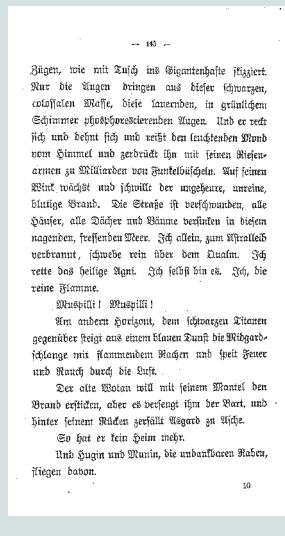 — 145 —
Zügen, wie mit Tusch ins Gigantenhafte skizziert.
Nur die Augen dringen aus dieser schwarzen,
colossalen Masse, diese lauernden, in grünlichem
Schimmer phosphorescierenden Augen. Und er reckt
sich und dehnt sich und reißt den leuchtenden Mond
vom Himmel und zerdrückt ihn mit seinen Riesen-
armen zu Milliarden von Funkelbüscheln. Auf seinen
Wink wächst und schwillt der ungeheure, unreine,
blutige Brand. Die Straße ist verschwunden, alle
Häuser, alle Dächer und Bäume versinken in diesem
nagenden, fressenden Meer. Ich allein, zum Astralleib
verbrannt, schwebe rein über dem Qualm. Ich
rette das heilige Agni. Ich selbst bin es. Ich, die
reine Flamme.
Muspilli! Muspilli!
Am andern Horizont, dem schwarzen Titanen
gegenüber steigt aus einem blauen Dunst die Midgard-
schlange mit flammendem Rachen und speit Feuer
und Rauch durch die Luft.
Der alte Wotan will mit seinem Mantel den
Brand ersticken, aber es versengt ihm der Bart, und
hinter seinem Rücken zerfällt Asgard zu Asche.
So hat er kein Heim mehr.
Und Hugin und Munin, die undankbaren Raben,
fliegen davon.
10